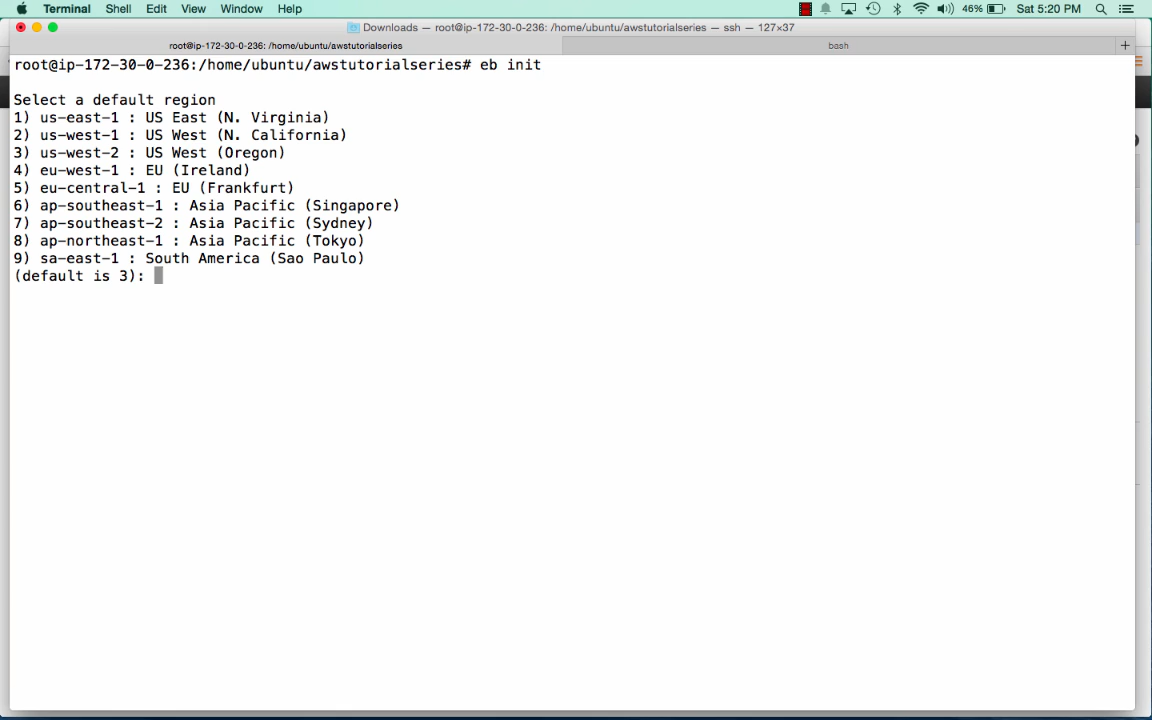 Terminal Shell Edit View Window Help 46% Sat 5:20 PM
Downloads — root@ip-172-30-0-236: /home/ubuntu/awstutorialseries — ssh — 127×37
root@ip-172-30-0-236: /home/ubuntu/awstutorialseries bash +
root@ip-172-30-0-236:/home/ubuntu/awstutorialseries# eb init
Select a default region
1) us-east-1 : US East (N. Virginia)
2) us-west-1 : US West (N. California)
3) us-west-2 : US West (Oregon)
4) eu-west-1 : EU (Ireland)
5) eu-central-1 : EU (Frankfurt)
6) ap-southeast-1 : Asia Pacific (Singapore)
7) ap-southeast-2 : Asia Pacific (Sydney)
8) ap-northeast-1 : Asia Pacific (Tokyo)
9) sa-east-1 : South America (Sao Paulo)
(default is 3):